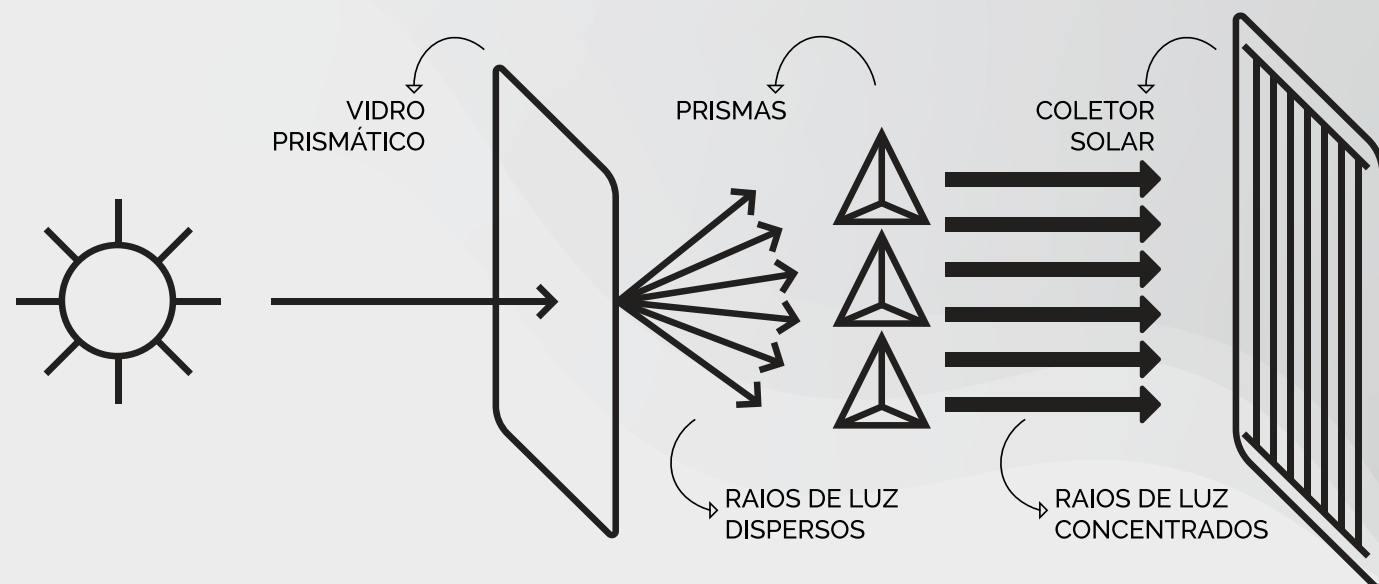 VIDRO
PRISMÁTICO
PRISMAS
COLETOR
SOLAR
RAIOS DE LUZ
DISPERSOS
RAIOS DE LUZ
CONCENTRADOS